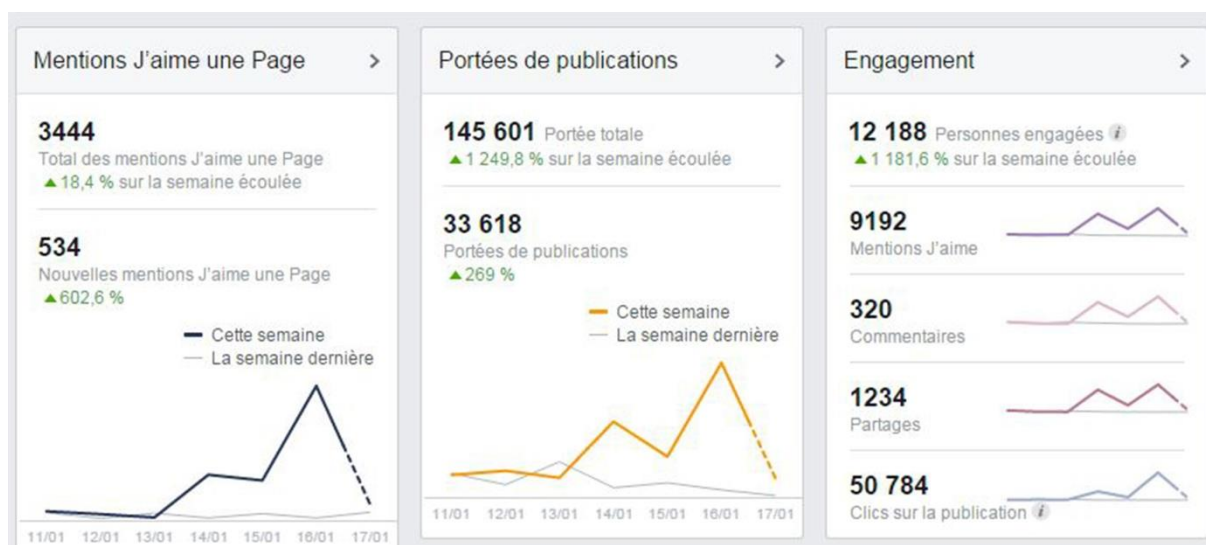 Mentions J'aime une Page
3444
Total des mentions J'aime une Page
18,4 % sur la semaine écoulée
534
Nouvelles mentions J'aime une Page
602,6 %
Cette semaine
La semaine dernière
11/01 12/01 13/01 14/01 15/01 16/01 17/01
Portées de publications
145 601 Portée totale
1 249,8 % sur la semaine écoulée
33 618
Portées de publications
269 %
Cette semaine
La semaine dernière
11/01 12/01 13/01 14/01 15/01 16/01 17/01
Engagement
12 188 Personnes engagées i
1 181,6 % sur la semaine écoulée
9192
Mentions J'aime
320
Commentaires
1234
Partages
50 784
Clics sur la publication i